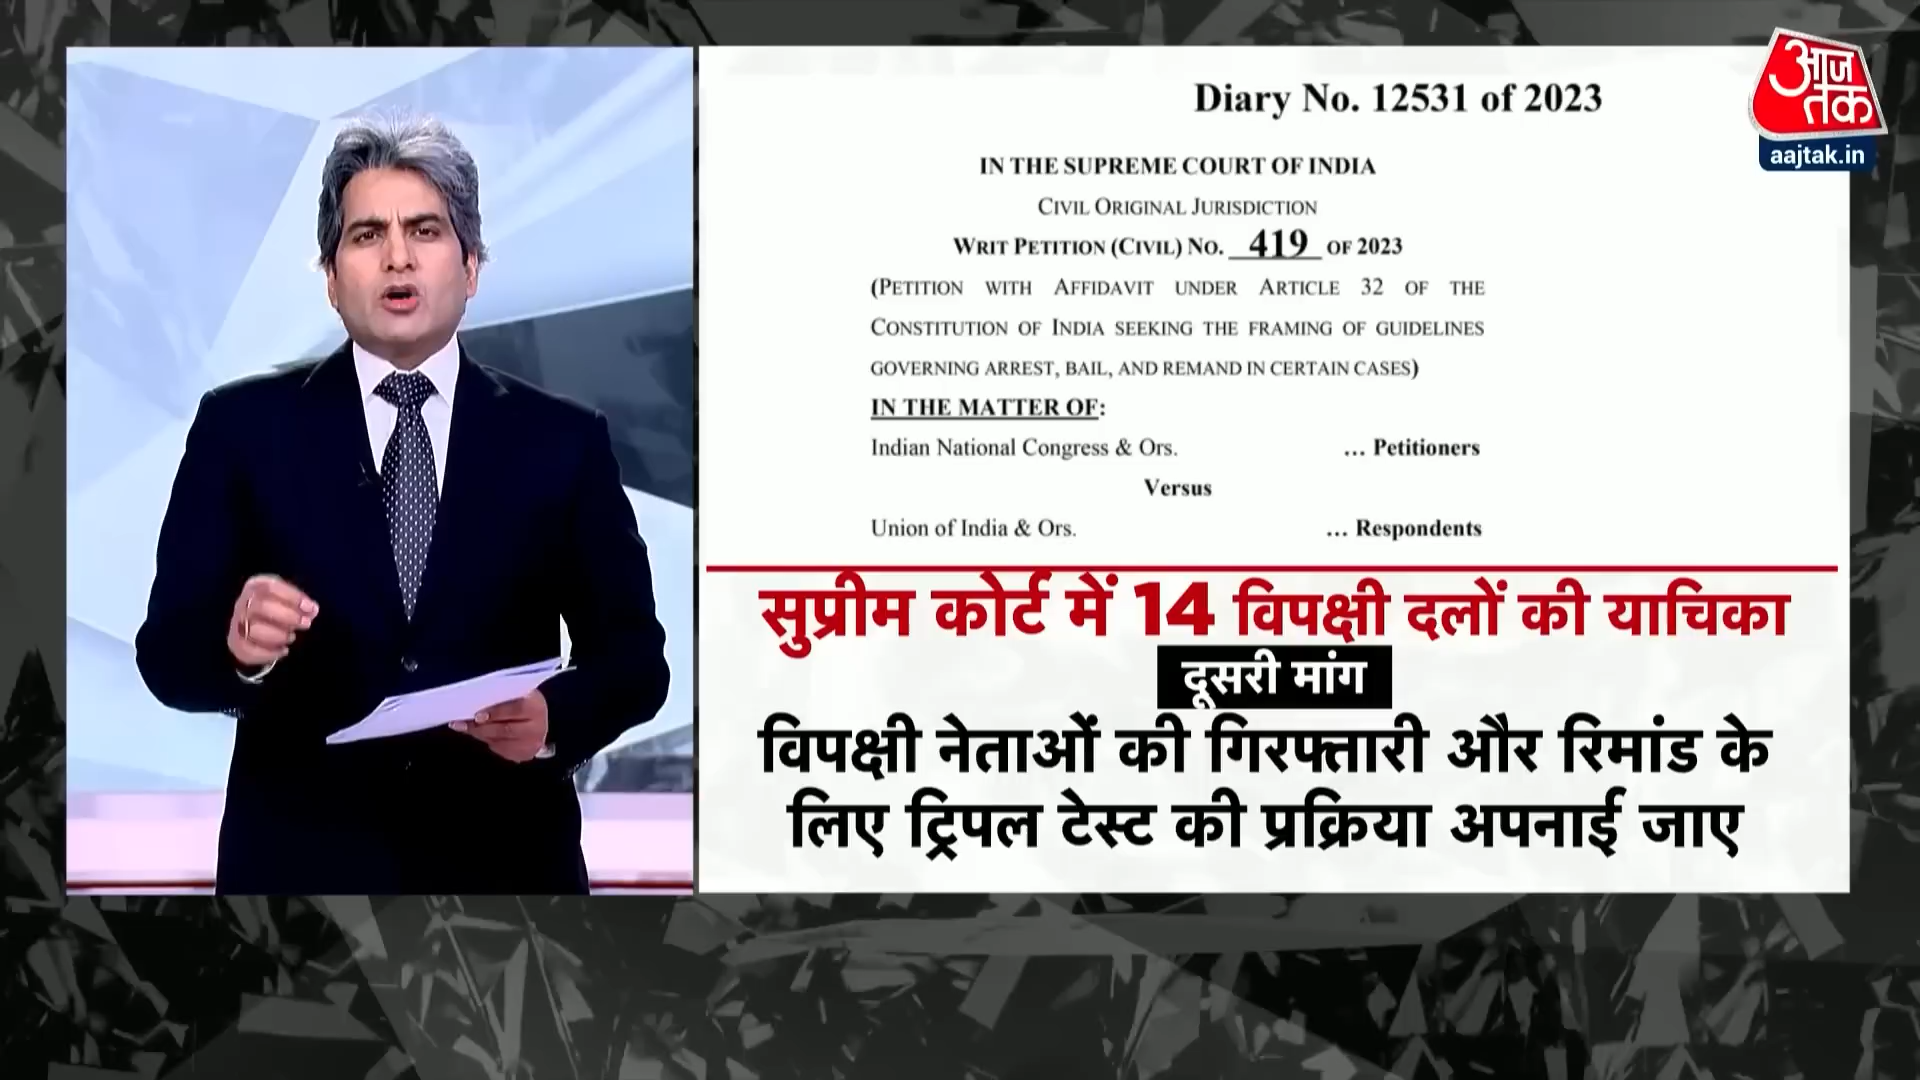 Diary No. 12531 of 2023
IN THE SUPREME COURT OF INDIA
CIVIL ORIGINAL JURISDICTION
WRIT PETITION (CIVIL) NO. 419 OF 2023
(PETITION WITH AFFIDAVIT UNDER ARTICLE 32 OF THE
CONSTITUTION OF INDIA SEEKING THE FRAMING OF GUIDELINES
GOVERNING ARREST, BAIL, AND REMAND IN CERTAIN CASES)
IN THE MATTER OF:
Indian National Congress & Ors. ... Petitioners
Versus
Union of India & Ors. ... Respondents
सुप्रीम कोर्ट में 14 विपक्षी दलों की याचिका
दूसरी मांग
विपक्षी नेताओं की गिरफ्तारी और रिमांड के
लिए ट्रिपल टेस्ट की प्रक्रिया अपनाई जाए
आज
तक
aajtak.in